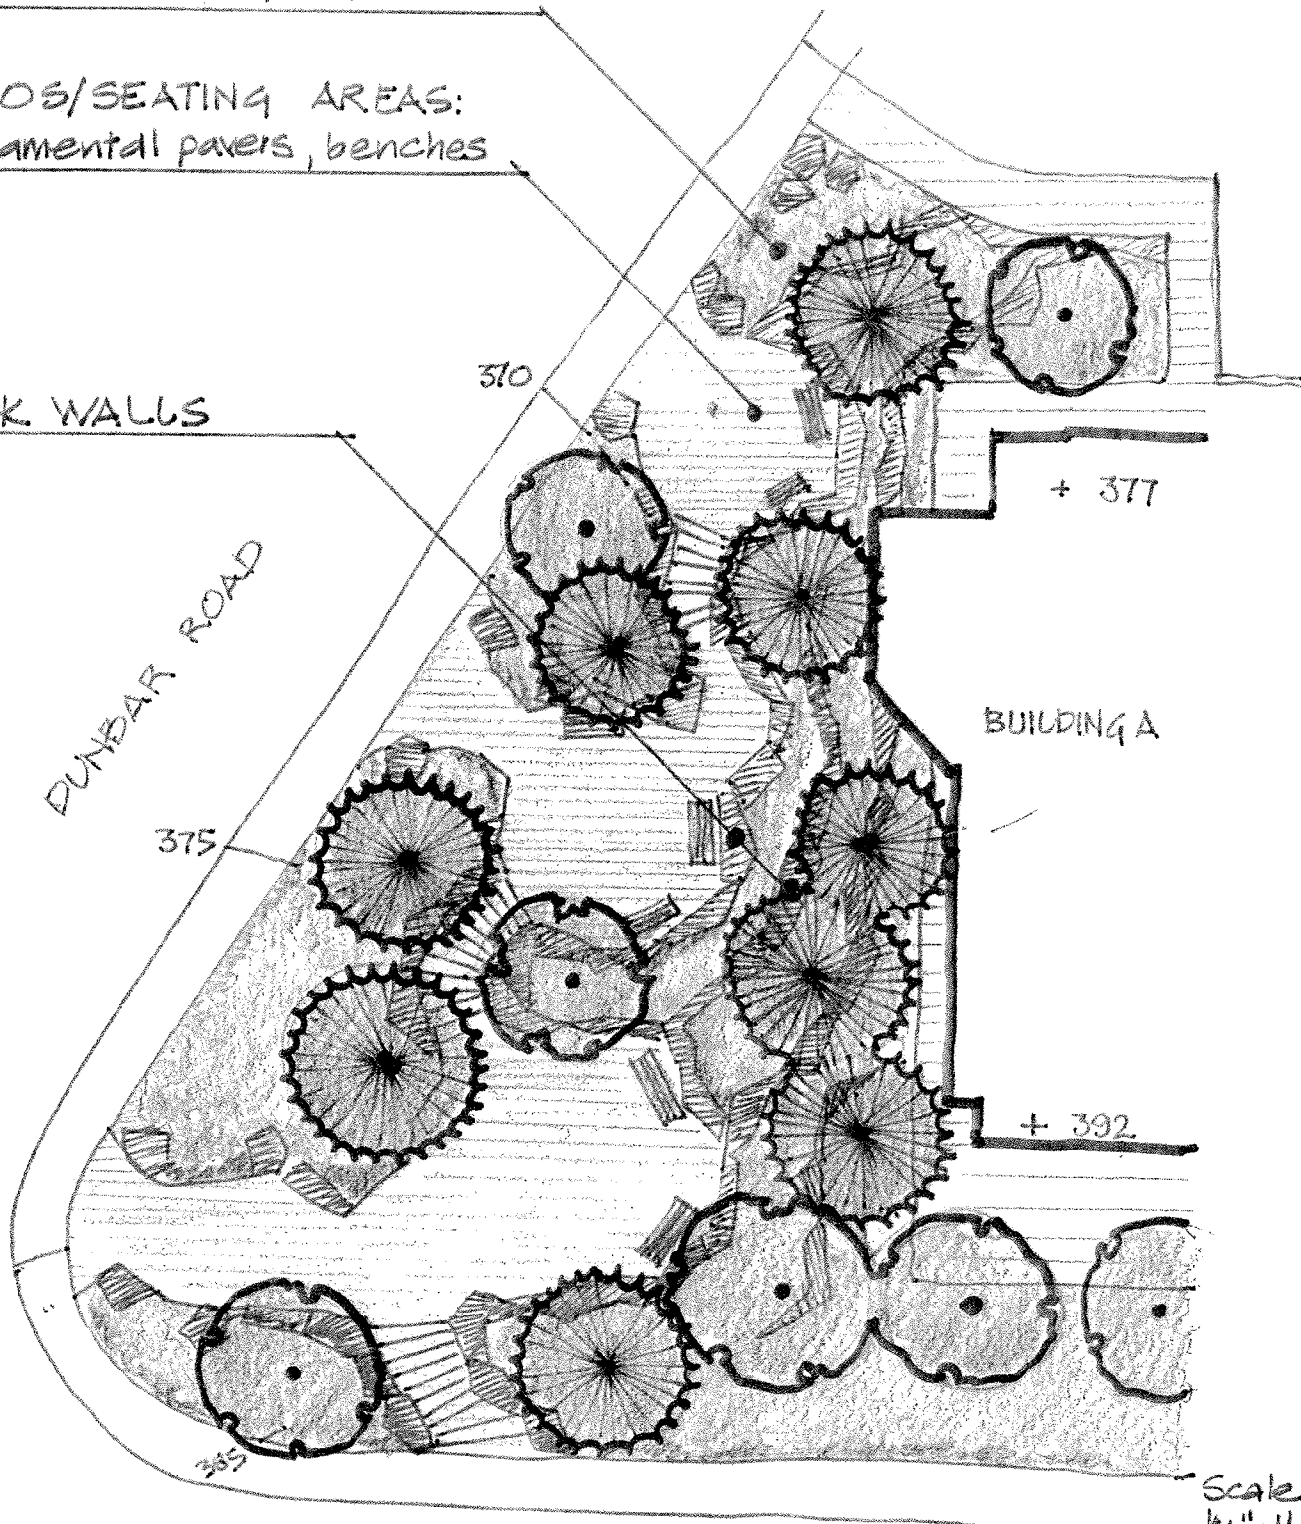 OS/SEATING AREAS:
amental pavers, benches
370
K WALLS
+ 377
DUNBAR ROAD
BUILDING A
375
+ 392
385
Scale